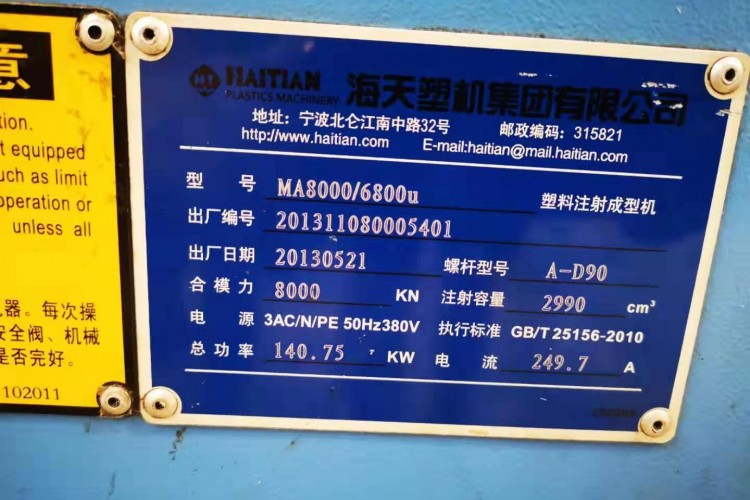 意
tion.
t equipped
uch as limit
operation or
unless all
机器。每次操
安全阀、机械
是否完好。
102011
HAITIAN
PLASTICS MACHINERY
海天塑机集团有限公司
地址: 宁波北仑江南中路32号 邮政编码: 315821
http://www.haitian.com E-mail:haitian@mail.haitian.com
型号 MA8000/6800u 塑料注射成型机
出厂编号 201311080005401
出厂日期 20130521 螺杆型号 A-D90
合模力 8000 KN 注射容量 2990 cm³
电源 3AC/N/PE 50Hz380V 执行标准 GB/T 25156-2010
总功率 140.75 KW 电流 249.7 A